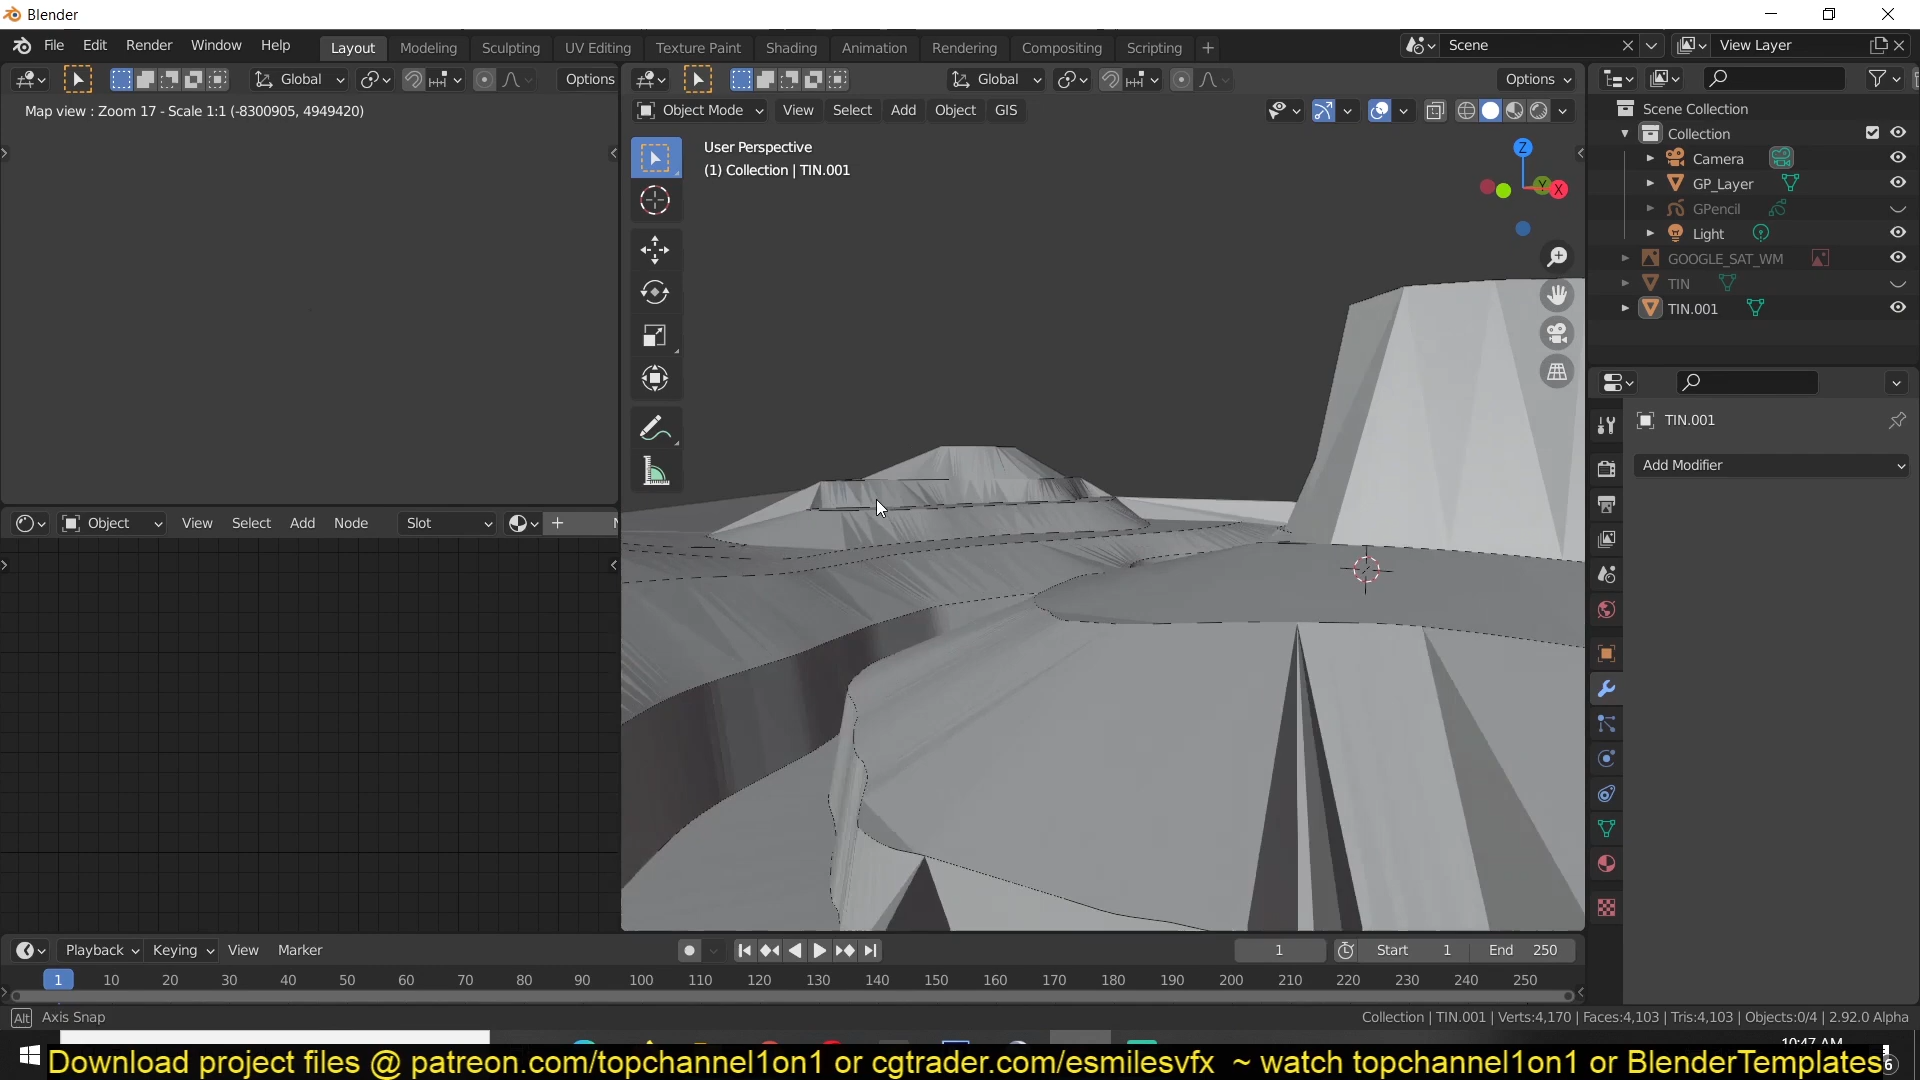 Blender
File Edit Render Window Help Layout Modeling Sculpting UV Editing Texture Paint Shading Animation Rendering Compositing Scripting + Scene View Layer
Global Options Global Options
Map view : Zoom 17 - Scale 1:1 (-8300905, 4949420)
Object Mode View Select Add Object GIS
User Perspective
(1) Collection | TIN.001
Z
Y
X
Scene Collection
Collection
Camera
GP_Layer
GPencil
Light
GOOGLE_SAT_WM
TIN
TIN.001
TIN.001
Add Modifier
Object View Select Add Node Slot +
Playback Keying View Marker 1 Start 1 End 250
1 10 20 30 40 50 60 70 80 90 100 110 120 130 140 150 160 170 180 190 200 210 220 230 240 250
Alt Axis Snap Collection | TIN.001 | Verts:4,170 | Faces:4,103 | Tris:4,103 | Objects:0/4 | 2.92.0 Alpha
10:47 AM
Download project files @ patreon.com/topchannel1on1 or cgtrader.com/esmilesvfx ~ watch topchannel1on1 or BlenderTemplates
6